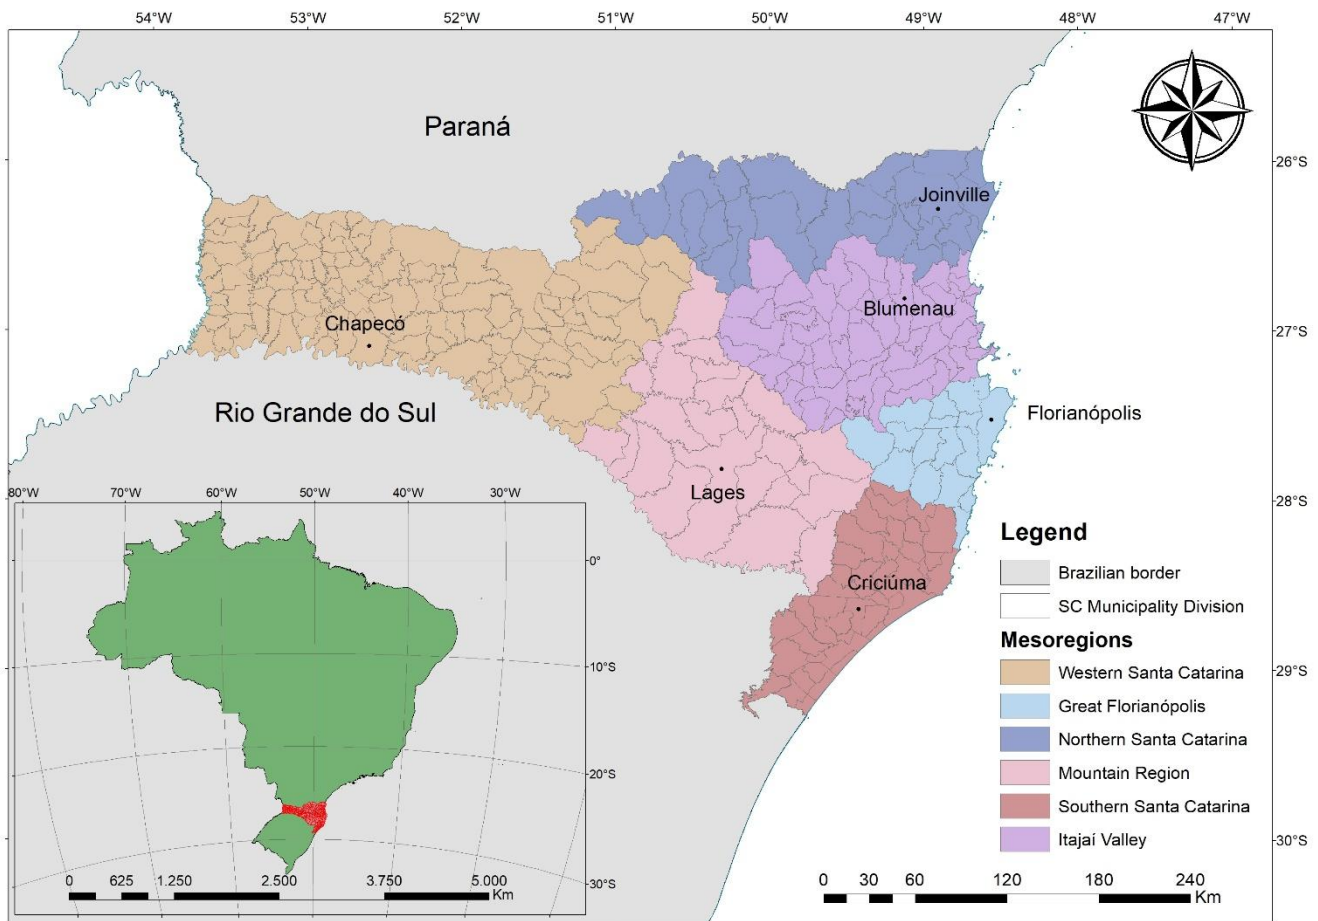 54°W 53°W 52°W 51°W 50°W 49°W 48°W 47°W
Paraná
26°S
Joinville
Blumenau
Chapecó
27°S
Rio Grande do Sul
Florianópolis
Lages
28°S
80°W 70°W 60°W 50°W 40°W 30°W
Legend
0°
Brazilian border
Criciúma
SC Municipality Division
Mesoregions
10°S
Western Santa Catarina
29°S
Great Florianópolis
Northern Santa Catarina
20°S
Mountain Region
Southern Santa Catarina
Itajaí Valley
30°S
0 625 1.250 2.500 3.750 5.000
Km
30°S
0 30 60 120 180 240
Km